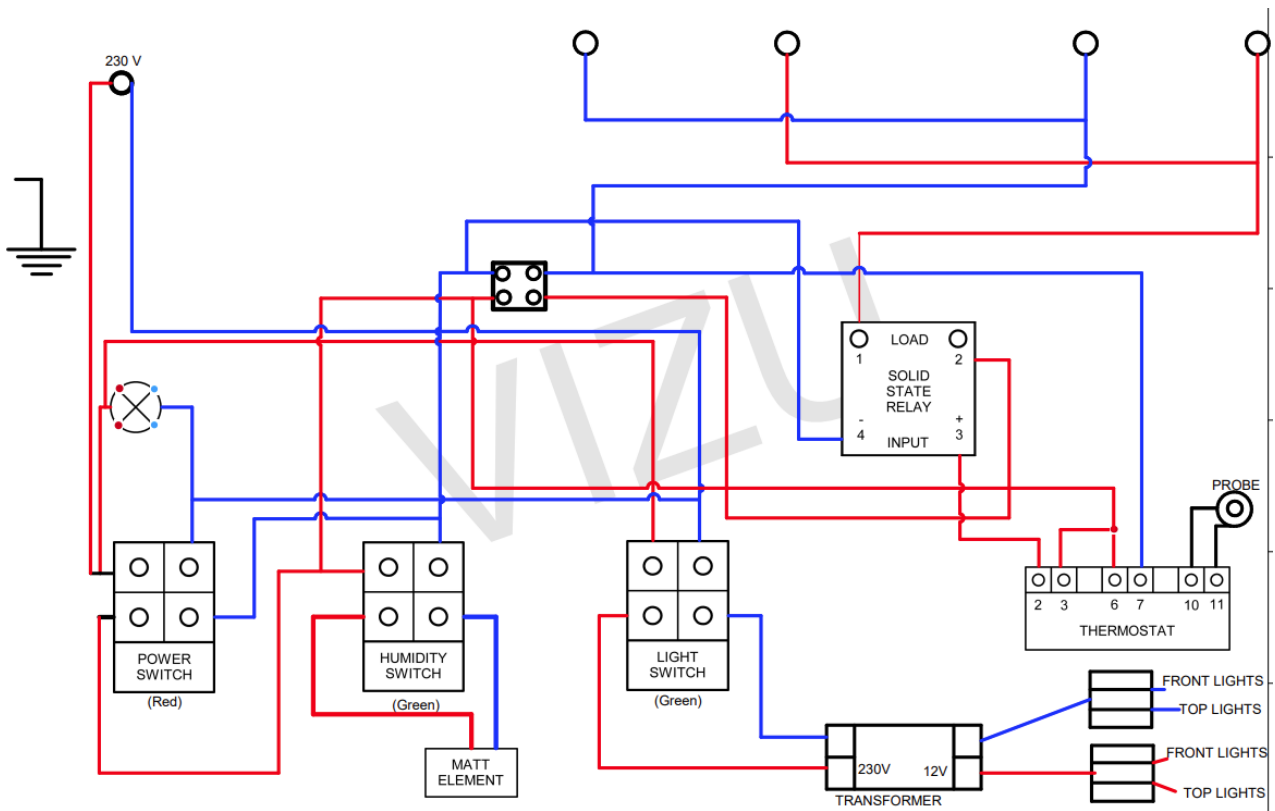 230 V
VIZU
LOAD
1
2
SOLID
STATE
RELAY
-
+
4
3
INPUT
PROBE
2
3
6
7
10
11
THERMOSTAT
POWER
SWITCH
(Red)
HUMIDITY
SWITCH
(Green)
LIGHT
SWITCH
(Green)
MATT
ELEMENT
230V
12V
TRANSFORMER
FRONT LIGHTS
TOP LIGHTS
FRONT LIGHTS
TOP LIGHTS